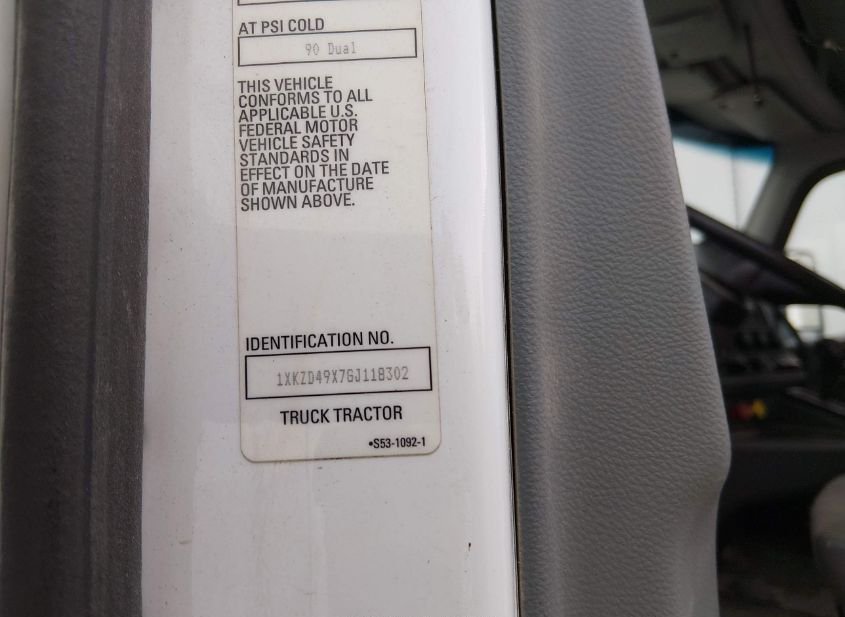 AT PSI COLD
90 Dual
THIS VEHICLE
CONFORMS TO ALL
APPLICABLE U.S.
FEDERAL MOTOR
VEHICLE SAFETY
STANDARDS IN
EFFECT ON THE DATE
OF MANUFACTURE
SHOWN ABOVE.
IDENTIFICATION NO.
1XKZD49X7GJ118302
TRUCK TRACTOR
•S53-1092-1